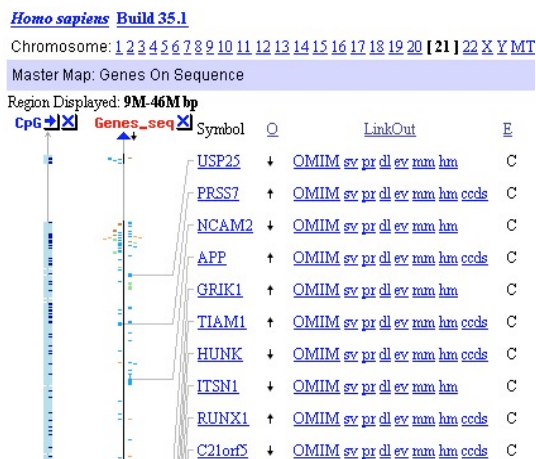 Homo sapiens Build 35.1
Chromosome: 1 2 3 4 5 6 7 8 9 10 11 12 13 14 15 16 17 18 19 20 [ 21 ] 22 X Y MT
Master Map: Genes On Sequence
Region Displayed: 9M-46M bp
CpG Genes_seq Symbol O LinkOut E
USP25 ↓ OMIM sv pr dl ev mm hm C
PRSS7 ↑ OMIM sv pr dl ev mm hm ccds C
NCAM2 ↓ OMIM sv pr dl ev mm hm C
APP ↑ OMIM sv pr dl ev mm hm ccds C
GRIK1 ↑ OMIM sv pr dl ev mm hm C
TIAM1 ↑ OMIM sv pr dl ev mm hm ccds C
HUNK ↓ OMIM sv pr dl ev mm hm ccds C
ITSN1 ↓ OMIM sv pr dl ev mm hm C
RUNX1 ↑ OMIM sv pr dl ev mm hm ccds C
C21orf5 ↓ OMIM sv pr dl ev mm hm ccds C